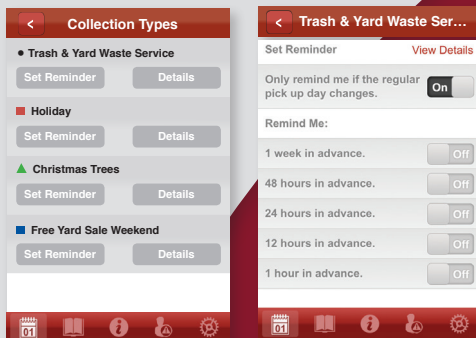 Collection Types
Trash & Yard Waste Service
Set Reminder Details
Holiday
Set Reminder Details
Christmas Trees
Set Reminder Details
Free Yard Sale Weekend
Set Reminder Details
01
Trash & Yard Waste Ser...
Set Reminder View Details
Only remind me if the regular
pick up day changes. On
Remind Me:
1 week in advance. Off
48 hours in advance. Off
24 hours in advance. Off
12 hours in advance. Off
1 hour in advance. Off
01